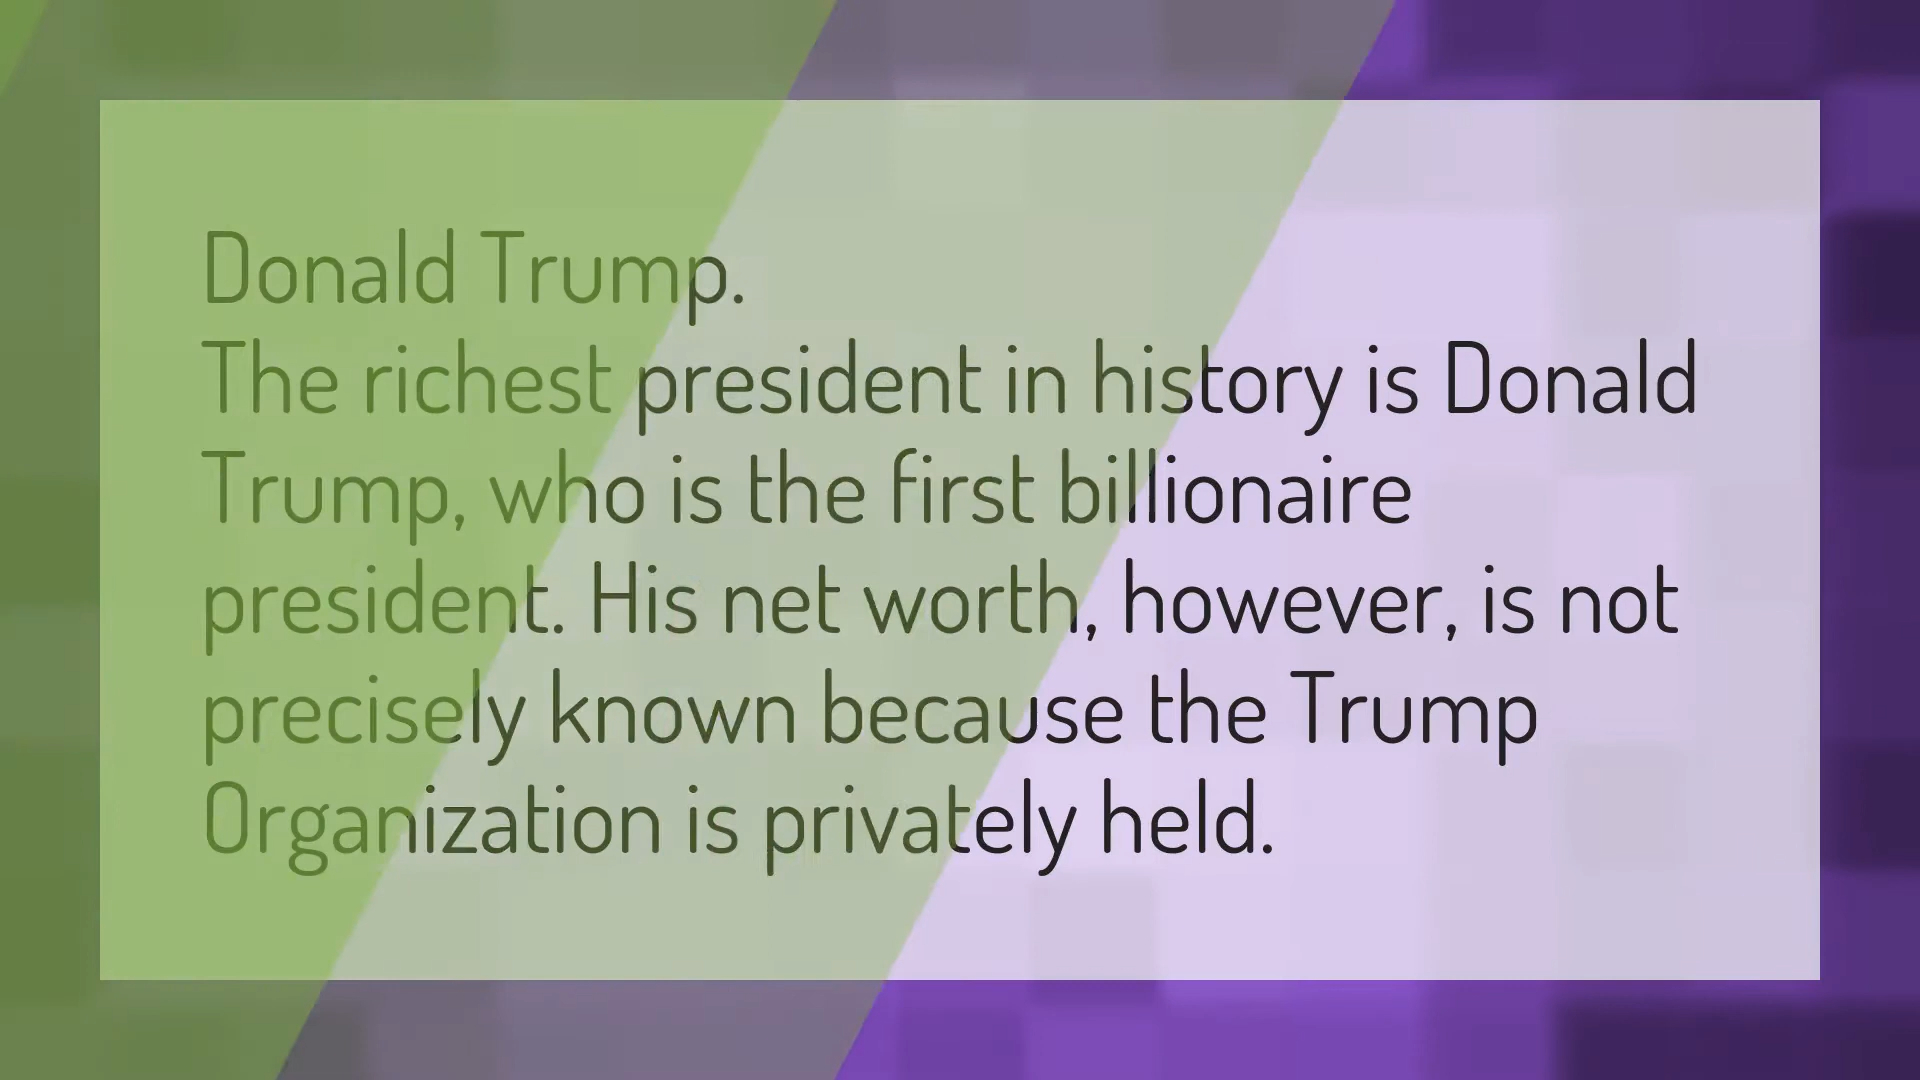 Donald Trump.
The richest president in history is Donald
Trump, who is the first billionaire
president. His net worth, however, is not
precisely known because the Trump
Organization is privately held.